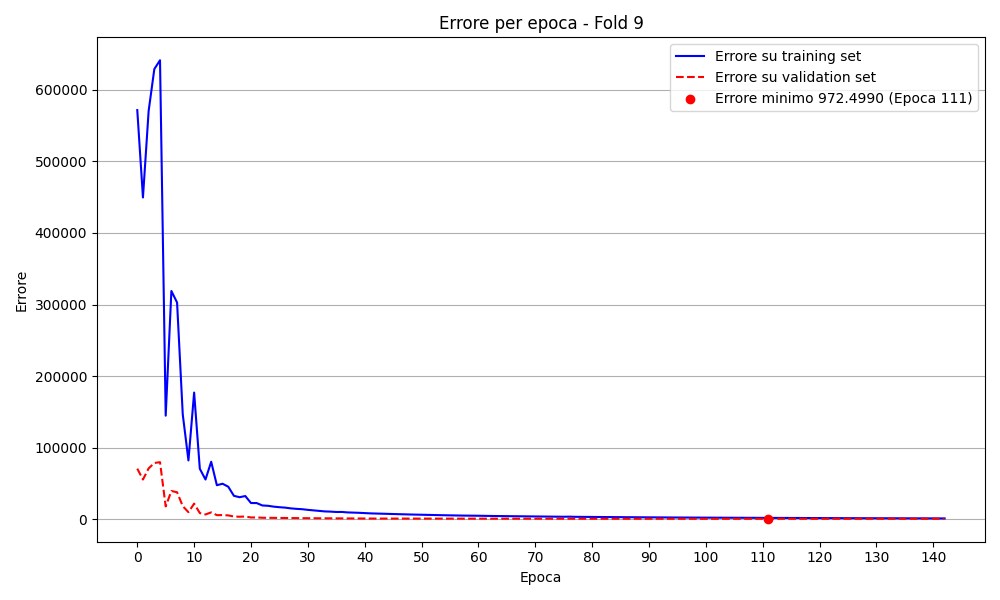 Errore per epoca - Fold 9
Errore su training set
Errore su validation set
Errore minimo 972.4990 (Epoca 111)
Errore
600000
500000
400000
300000
200000
100000
0
0 10 20 30 40 50 60 70 80 90 100 110 120 130 140
Epoca